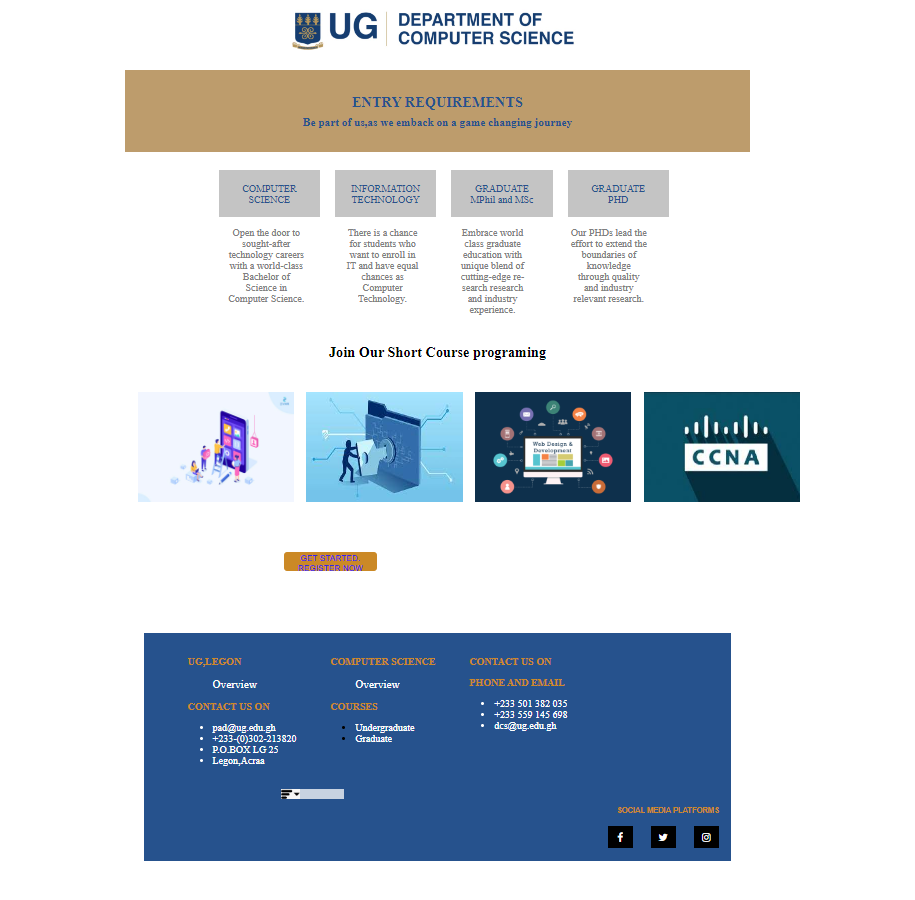 UG
DEPARTMENT OF
COMPUTER SCIENCE
ENTRY REQUIREMENTS
Be part of us,as we emback on a game changing journey
COMPUTER
SCIENCE
Open the door to
sought-after
technology careers
with a world-class
Bachelor of
Science in
Computer Science.
INFORMATION
TECHNOLOGY
There is a chance
for students who
want to enroll in
IT and have equal
chances as
Computer
Technology.
GRADUATE
MPhil and MSc
Embrace world
class graduate
education with
unique blend of
cutting-edge re-
search research
and industry
experience.
GRADUATE
PHD
Our PHDs lead the
effort to extend the
boundaries of
knowledge
through quality
and industry
relevant research.
Join Our Short Course programing
Web Design &
Development
CCNA
GET STARTED.
REGISTER NOW
UG,LEGON
Overview
CONTACT US ON
pad@ug.edu.gh
+233-(0)302-213820
P.O.BOX LG 25
Legon,Acraa
COMPUTER SCIENCE
Overview
COURSES
Undergraduate
Graduate
CONTACT US ON
PHONE AND EMAIL
+233 501 382 035
+233 559 145 698
dcs@ug.edu.gh
SOCIAL MEDIA PLATFORMS